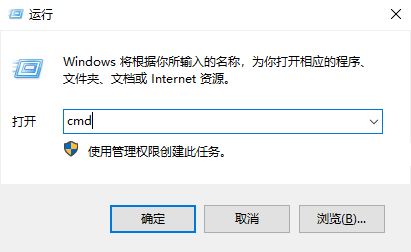 运行
Windows 将根据你所输入的名称，为你打开相应的程序、
文件夹、文档或 Internet 资源。
打开
cmd
使用管理权限创建此任务。
确定
取消
浏览(B)...